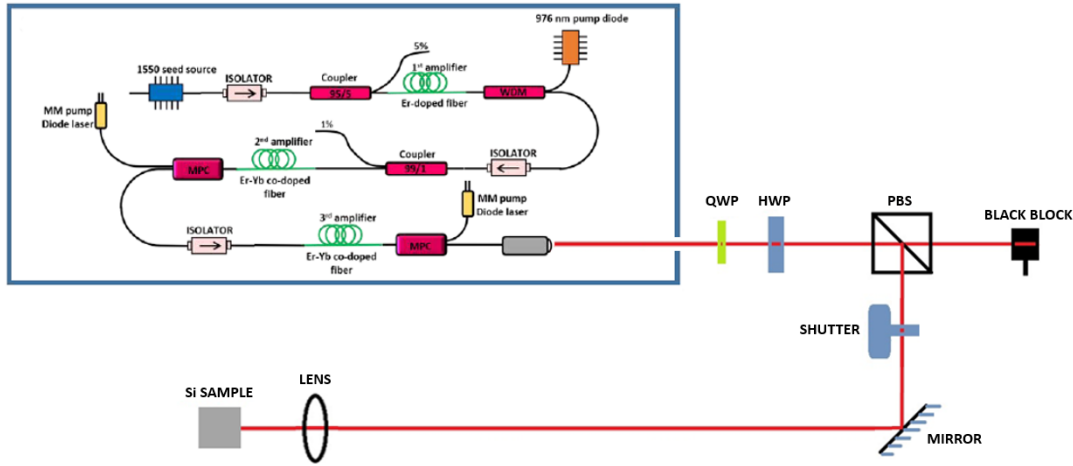 976 nm pump diode
5%
1st amplifier
1550 seed source
ISOLATOR
Coupler
95/5
WDM
Er-doped fiber
MM pump
Diode laser
1%
2nd amplifier
Coupler
ISOLATOR
MPC
99/1
Er-Yb co-doped
fiber
MM pump
Diode laser
3rd amplifier
ISOLATOR
MPC
Er-Yb co-doped
fiber
QWP
HWP
PBS
BLACK BLOCK
SHUTTER
LENS
Si SAMPLE
MIRROR